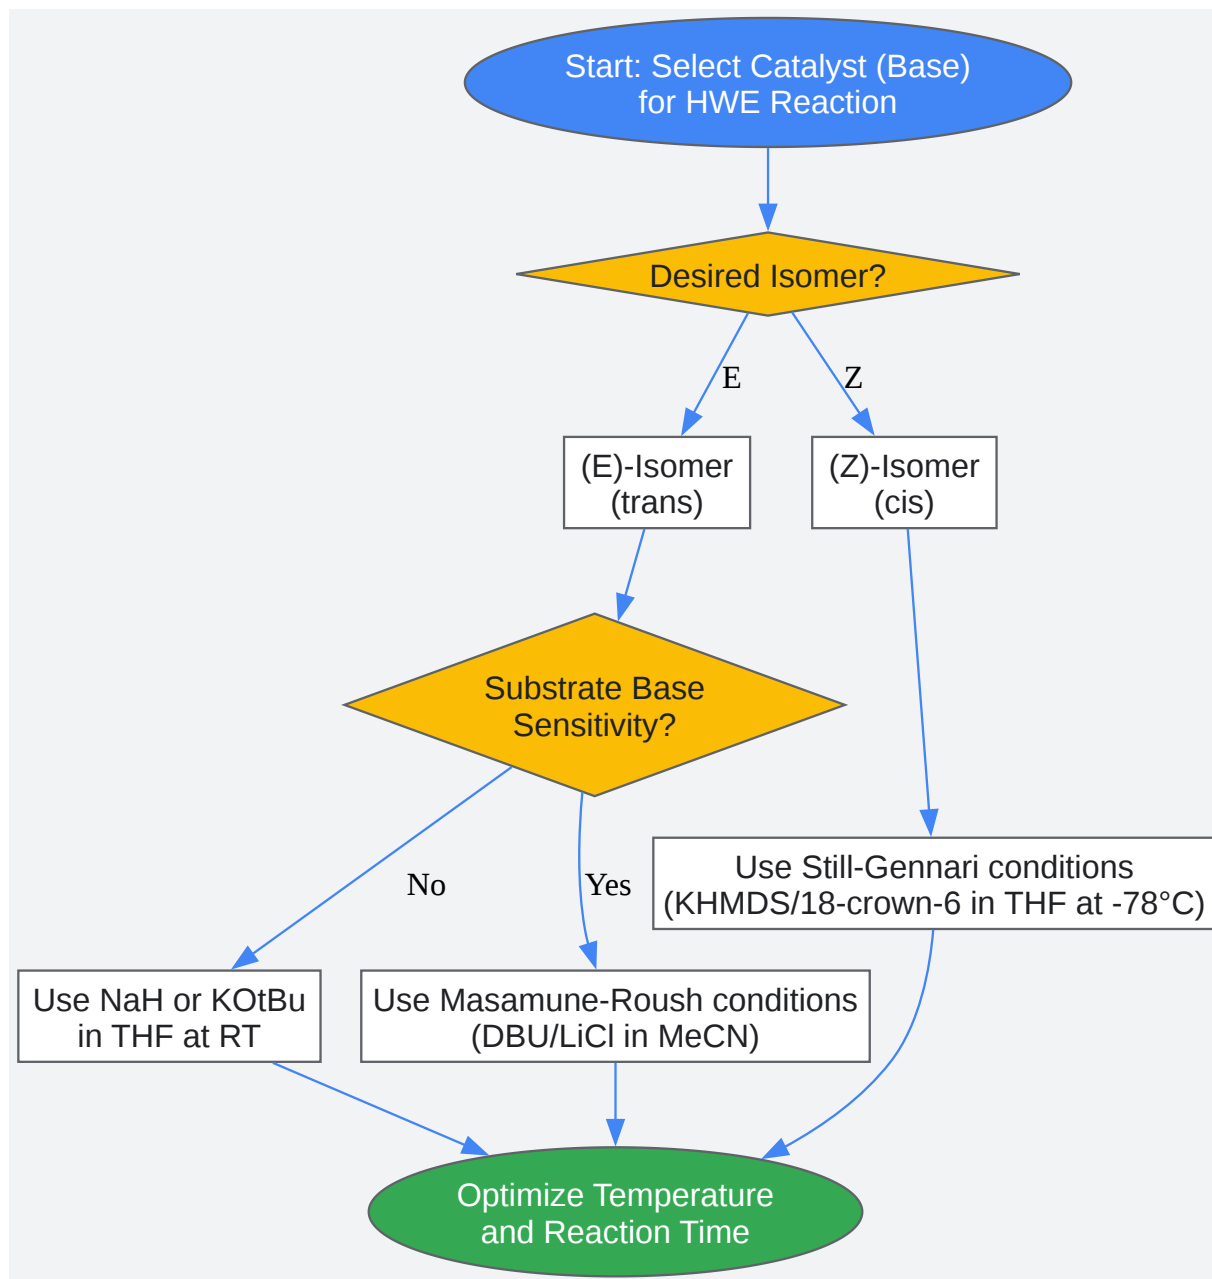 Start: Select Catalyst (Base)
for HWE Reaction
Desired Isomer?
E
Z
(E)-Isomer
(trans)
(Z)-Isomer
(cis)
Substrate Base
Sensitivity?
No
Yes
Use Still-Gennari conditions
(KHMDS/18-crown-6 in THF at -78°C)
Use NaH or KOtBu
in THF at RT
Use Masamune-Roush conditions
(DBU/LiCl in MeCN)
Optimize Temperature
and Reaction Time